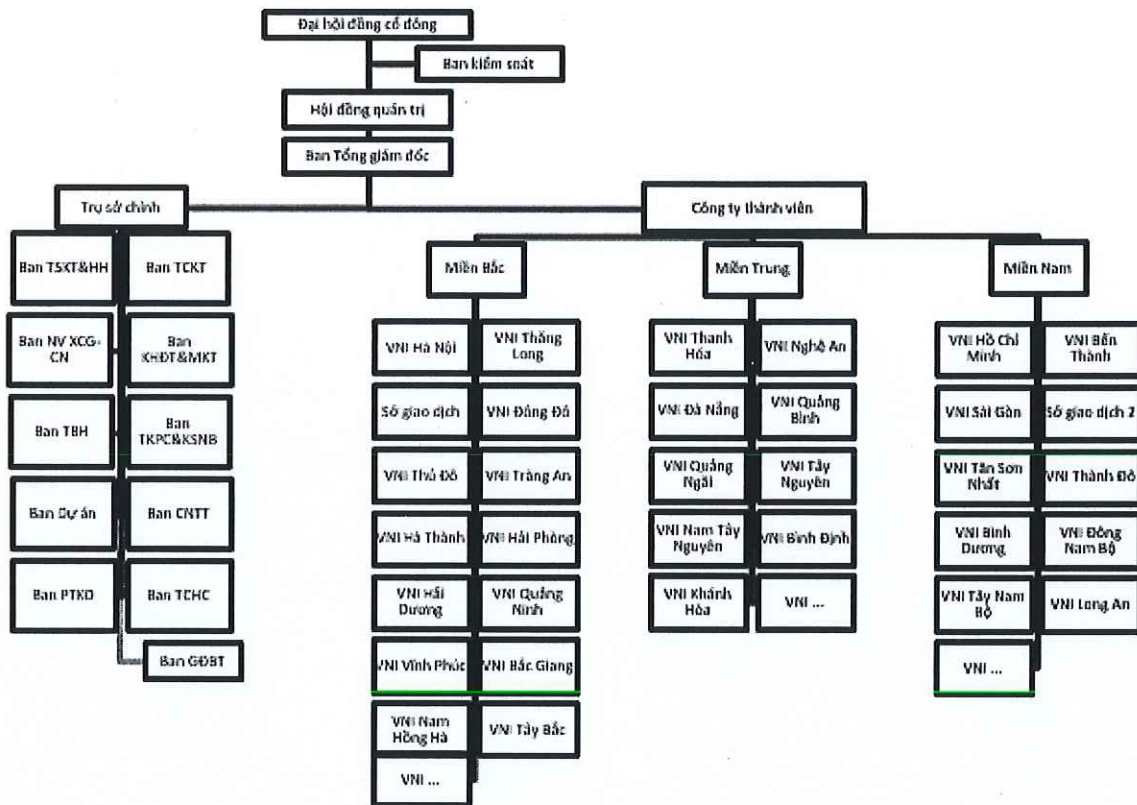 Đại hội đồng cổ đông
Ban kiểm soát
Hội đồng quản trị
Ban Tổng giám đốc
Trụ sở chính
Công ty thành viên
Ban TSKT&HH
Ban TCKT
Ban NV XCG-
CN
Ban
KHĐT&MKT
Ban TBH
Ban
TKPC&KSNB
Ban Dự án
Ban CNTT
Ban PTKD
Ban TCHC
Ban GĐBT
Miền Bắc
VNI Hà Nội
VNI Thăng
Long
Sở giao dịch
VNI Đông Đô
VNI Thủ Đô
VNI Tràng An
VNI Hà Thành
VNI Hải Phòng
VNI Hải
Dương
VNI Quảng
Ninh
VNI Vĩnh Phúc
VNI Bắc Giang
VNI Nam
Hồng Hà
VNI Tây Bắc
VNI ...
Miền Trung
VNI Thanh
Hóa
VNI Nghệ An
VNI Đà Nẵng
VNI Quảng
Bình
VNI Quảng
Ngãi
VNI Tây
Nguyên
VNI Nam Tây
Nguyên
VNI Bình Định
VNI Khánh
Hòa
VNI ...
Miền Nam
VNI Hồ Chí
Minh
VNI Bến
Thành
VNI Sài Gòn
Sở giao dịch 2
VNI Tân Sơn
Nhất
VNI Thành Đô
VNI Bình
Dương
VNI Đông
Nam Bộ
VNI Tây Nam
Bộ
VNI Long An
VNI ...